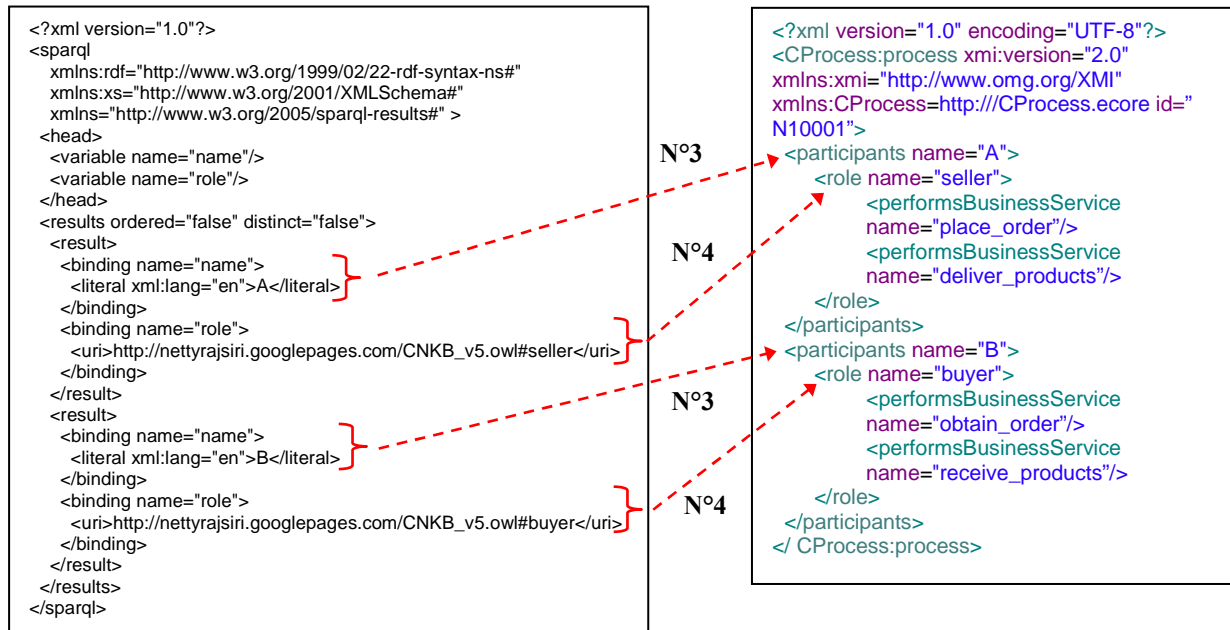 <?xml version="1.0"?>
<sparql
xmlns:rdf="http://www.w3.org/1999/02/22-rdf-syntax-ns#"
xmlns:xs="http://www.w3.org/2001/XMLSchema#"
xmlns="http://www.w3.org/2005/sparql-results#" >
<head>
<variable name="name"/>
<variable name="role"/>
</head>
<results ordered="false" distinct="false">
<result>
<binding name="name">
<literal xml:lang="en">A</literal>
</binding>
<binding name="role">
<uri>http://nettyrajsiri.googlepages.com/CNKB_v5.owl#seller</uri>
</binding>
</result>
<result>
<binding name="name">
<literal xml:lang="en">B</literal>
</binding>
<binding name="role">
<uri>http://nettyrajsiri.googlepages.com/CNKB_v5.owl#buyer</uri>
</binding>
</result>
</results>
</sparql>
N°3
N°4
N°3
N°4
<?xml version="1.0" encoding="UTF-8"?>
<CProcess:process xmi:version="2.0"
xmlns:xmi="http://www.omg.org/XMI"
xmlns:CProcess=http:///CProcess.ecore id=”
N10001”>
<participants name="A">
<role name="seller">
<performsBusinessService
name="place_order”/>
<performsBusinessService
name="deliver_products”/>
</role>
</participants>
<participants name="B">
<role name="buyer">
<performsBusinessService
name="obtain_order”/>
<performsBusinessService
name="receive_products”/>
</role>
</participants>
</ CProcess:process>